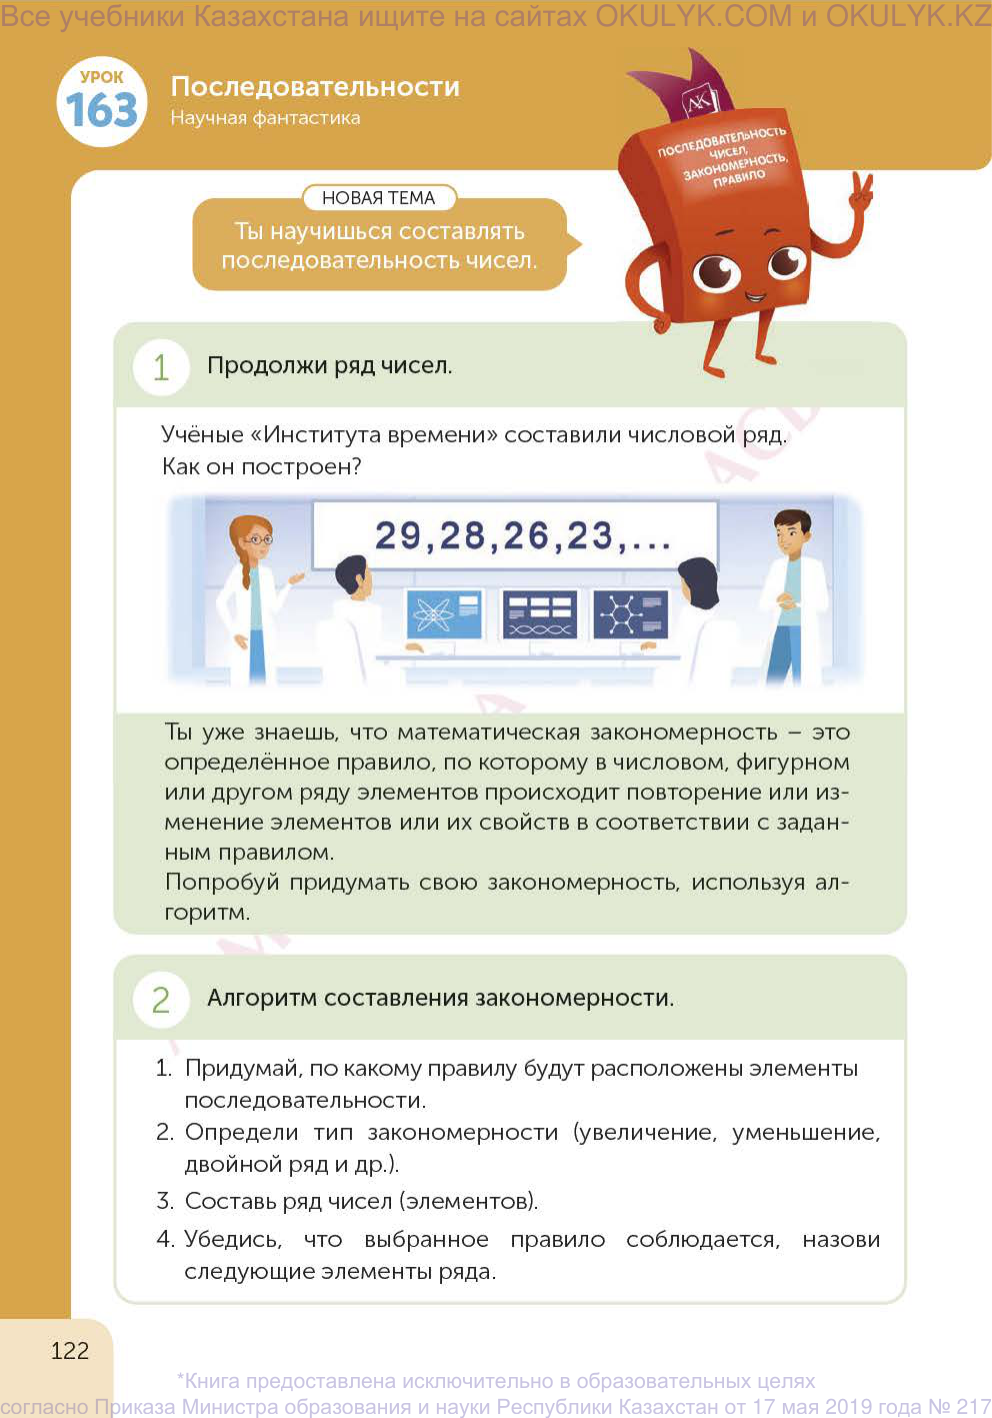 Все учебники Казахстана ищите на сайтах OKULYK.COM и OKULYK.KZ
УРОК
163
Последовательности
Научная фантастика
АК
ПОСЛЕДОВАТЕЛЬНОСТЬ
ЧИСЕЛ,
ЗАКОНОМЕРНОСТЬ,
ПРАВИЛО
НОВАЯ ТЕМА
Ты научишься составлять
последовательность чисел.
1
Продолжи ряд чисел.
Учёные «Института времени» составили числовой ряд.
Как он построен?
29,28,26,23,...
Ты уже знаешь, что математическая закономерность – это
определённое правило, по которому в числовом, фигурном
или другом ряду элементов происходит повторение или из-
менение элементов или их свойств в соответствии с задан-
ным правилом.
Попробуй придумать свою закономерность, используя ал-
горитм.
2
Алгоритм составления закономерности.
1. Придумай, по какому правилу будут расположены элементы
последовательности.
2. Определи тип закономерности (увеличение, уменьшение,
двойной ряд и др.).
3. Составь ряд чисел (элементов).
4. Убедись, что выбранное правило соблюдается, назови
следующие элементы ряда.
122
*Книга предоставлена исключительно в образовательных целях
согласно Приказа Министра образования и науки Республики Казахстан от 17 мая 2019 года № 217